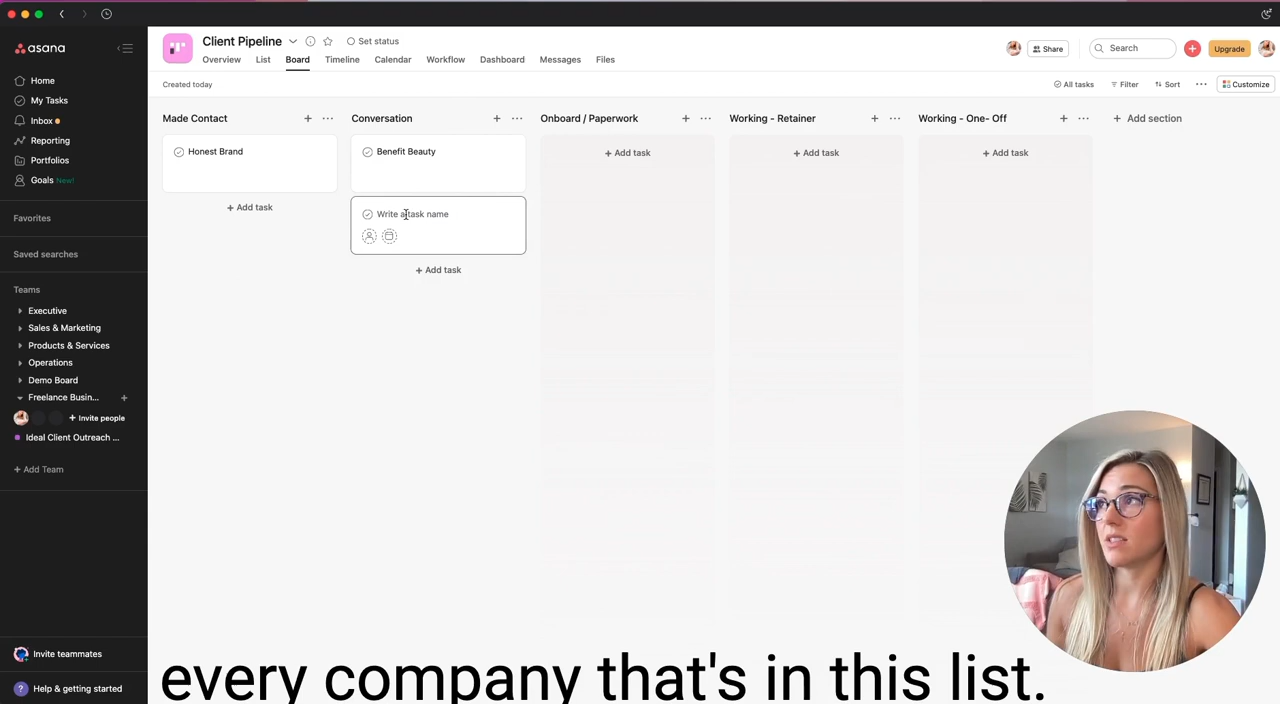 asana
Home
My Tasks
Inbox
Reporting
Portfolios
Goals New!
Favorites
Saved searches
Teams
Executive
Sales & Marketing
Products & Services
Operations
Demo Board
Freelance Busin... +
+ Invite people
Ideal Client Outreach ...
+ Add Team
Invite teammates
? Help & getting started
Client Pipeline
Set status
Share
Search
Upgrade
Overview List Board Timeline Calendar Workflow Dashboard Messages Files
Created today
All tasks Filter Sort ... Customize
Made Contact + ...
Honest Brand
+ Add task
Conversation + ...
Benefit Beauty
Write a task name
+ Add task
Onboard / Paperwork + ...
+ Add task
Working - Retainer + ...
+ Add task
Working - One- Off + ...
+ Add task
+ Add section
every company that's in this list.